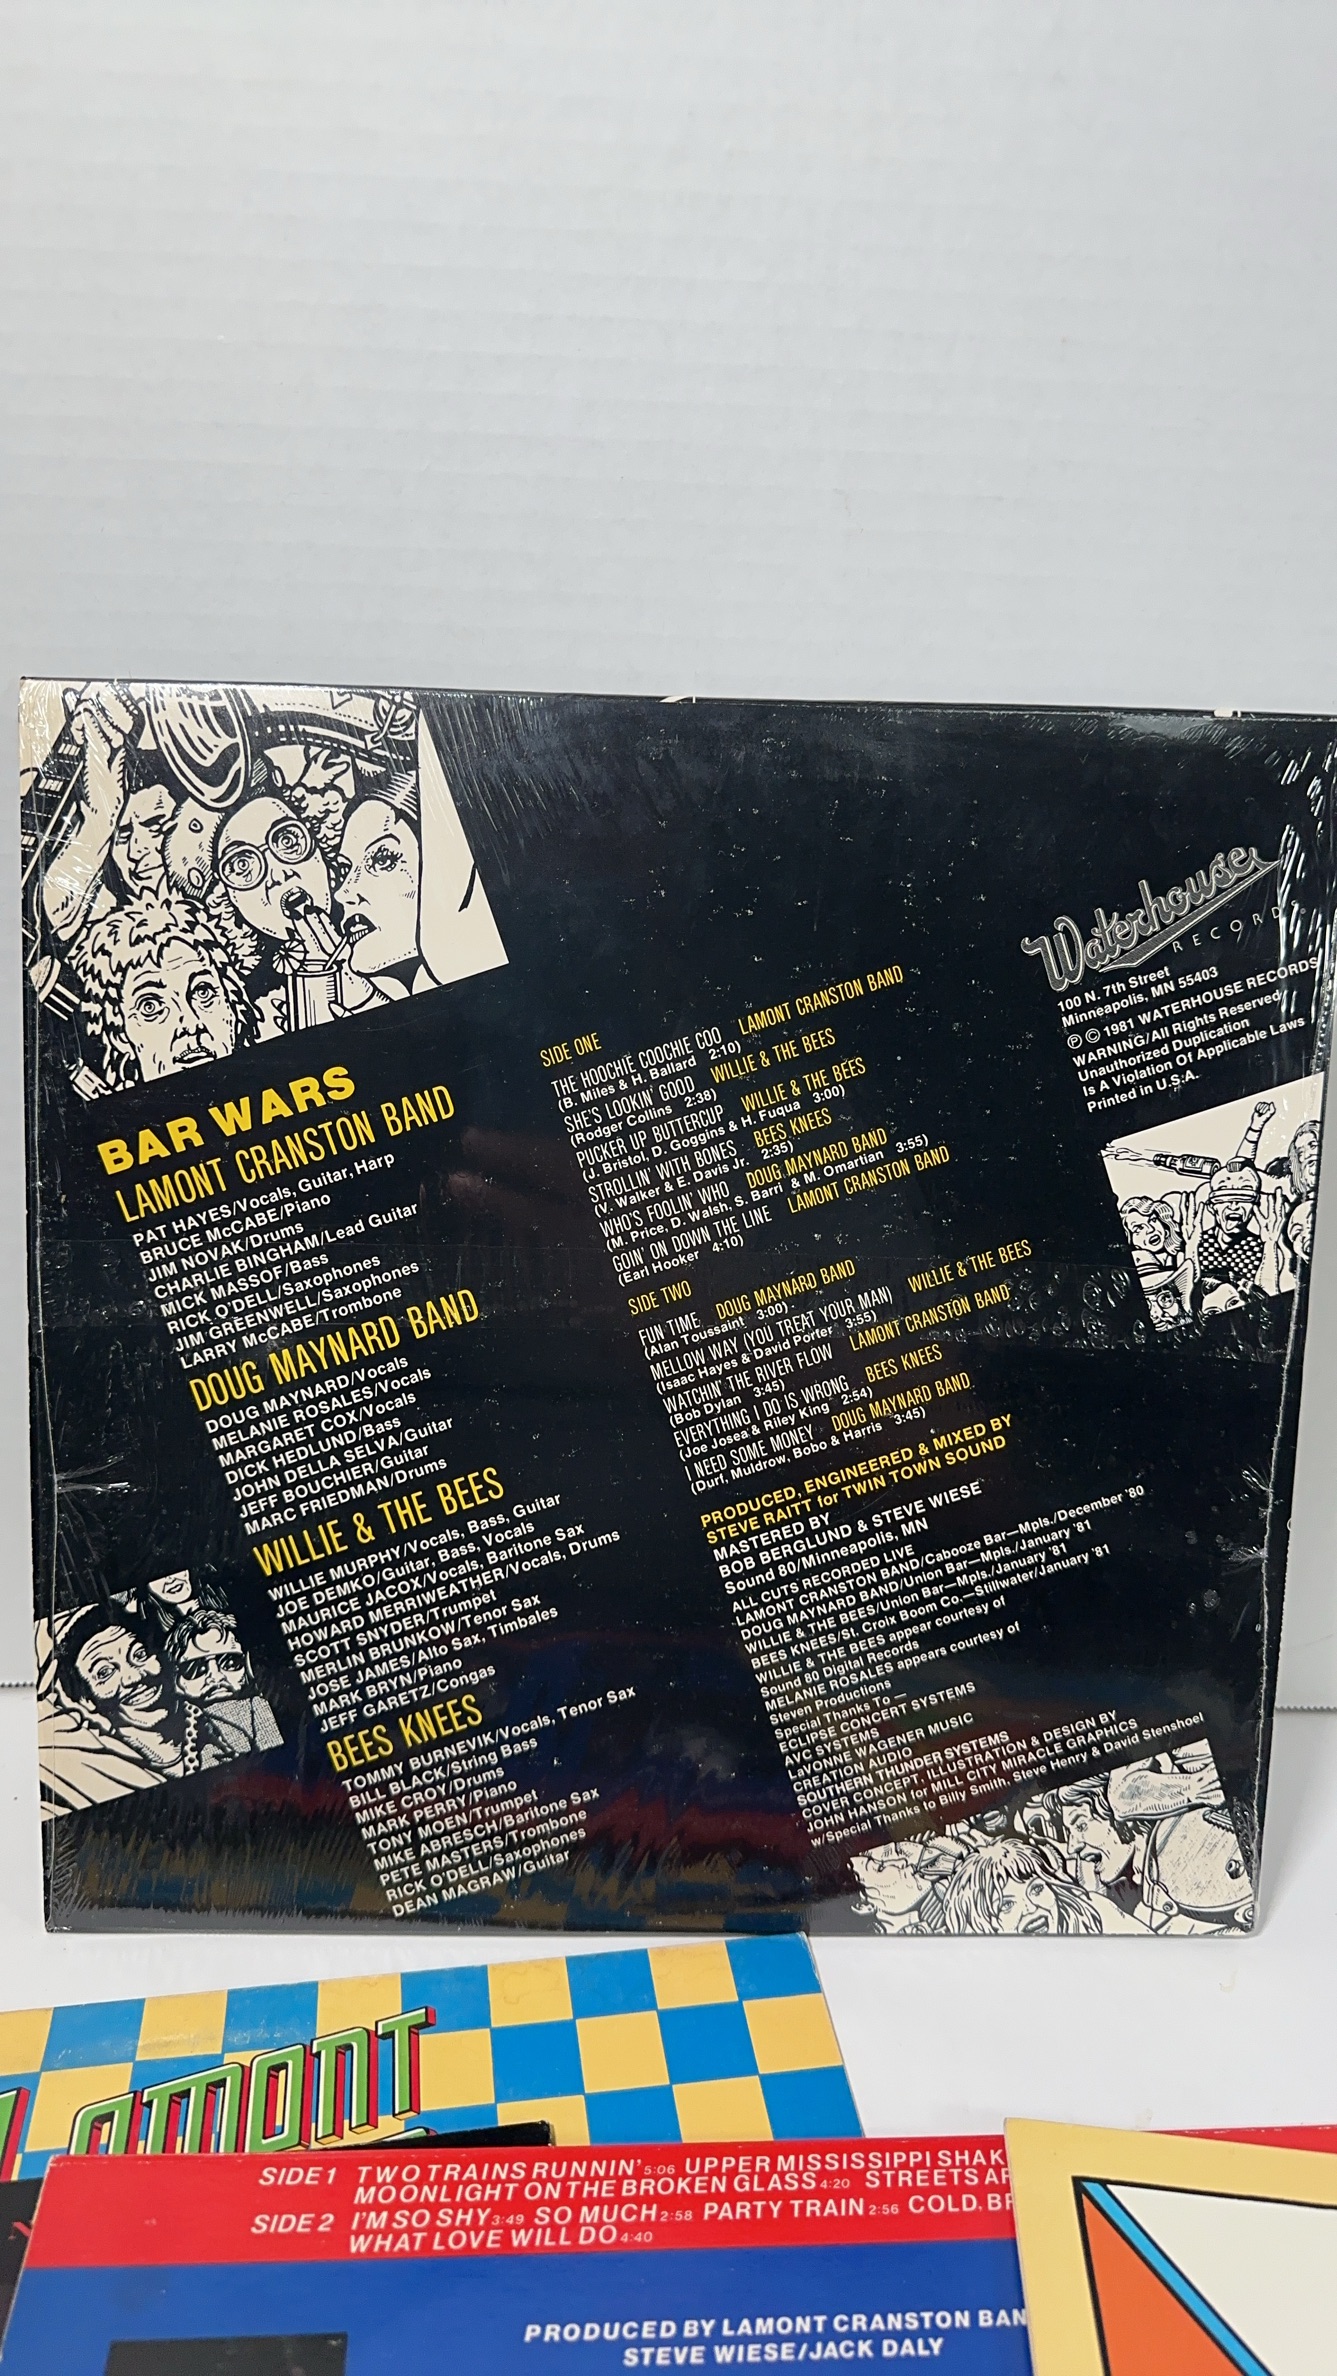 BAR WARS
LAMONT CRANSTON BAND
PAT HAYES/Vocals, Guitar, Harp
BRUCE McCABE/Piano
JIM NOVAK/Drums
CHARLIE BINGHAM/Lead Guitar
MICK MASSOF/Bass
RICK O'DELL/Saxophones
JIM GREENWELL/Saxophones
LARRY McCABE/Trombone
DOUG MAYNARD BAND
DOUG MAYNARD/Vocals
MELANIE ROSALES/Vocals
MARGARET COX/Vocals
DICK HEDLUND/Bass
JOHN DELLA SELVA/Guitar
JEFF BOUCHIER/Guitar
MARC FRIEDMAN/Drums
WILLIE & THE BEES
WILLIE MURPHY/Vocals, Bass, Guitar
JOE DEMKO/Guitar, Bass, Vocals
MAURICE JACOX/Vocals, Baritone Sax
HOWARD MERRIWEATHER/Vocals, Drums
SCOTT SNYDER/Trumpet
MERLIN BRUNKOW/Tenor Sax
JOSE JAMES/Alto Sax, Timbales
MARK BRYN/Piano
JEFF GARETZ/Congas
BEES KNEES
TOMMY BURNEVIK/Vocals, Tenor Sax
BILL BLACK/String Bass
MIKE CROY/Drums
MARK PERRY/Piano
TONY MOEN/Trumpet
MIKE ABRESCH/Baritone Sax
PETE MASTERS/Trombone
RICK O'DELL/Saxophones
DEAN MAGRAW/Guitar
SIDE ONE
THE HOOCHIE COOCHIE COO LAMONT CRANSTON BAND
(B. Miles & H. Ballard 2:10)
SHE'S LOOKIN' GOOD WILLIE & THE BEES
(Rodger Collins 2:38)
PUCKER UP BUTTERCUP WILLIE & THE BEES
(J. Bristol, D. Goggins & H. Fuqua 3:00)
STROLLIN' WITH BONES BEES KNEES
(V. Walker & E. Davis Jr. 2:35)
WHO'S FOOLIN' WHO DOUG MAYNARD BAND
(M. Price, D. Walsh, S. Barri & M. Omartian 3:55)
GOIN' ON DOWN THE LINE LAMONT CRANSTON BAND
(Earl Hooker 4:10)
SIDE TWO
FUN TIME DOUG MAYNARD BAND
(Alan Toussaint 3:00)
MELLOW WAY (YOU TREAT YOUR MAN) WILLIE & THE BEES
(Isaac Hayes & David Porter 3:55)
WATCHIN' THE RIVER FLOW LAMONT CRANSTON BAND
(Bob Dylan 3:45)
EVERYTHING I DO IS WRONG BEES KNEES
(Joe Josea & Riley King 2:54)
I NEED SOME MONEY DOUG MAYNARD BAND
(Durf, Muldrow, Bobo & Harris 3:45)
PRODUCED, ENGINEERED & MIXED BY
STEVE RAITT for TWIN TOWN SOUND
MASTERED BY
BOB BERGLUND & STEVE WIESE
Sound 80/Minneapolis, MN
ALL CUTS RECORDED LIVE
LAMONT CRANSTON BAND/Cabooze Bar—Mpls./December '80
DOUG MAYNARD BAND/Union Bar—Mpls./January '81
WILLIE & THE BEES/Union Bar—Mpls./January '81
BEES KNEES/St. Croix Boom Co.—Stillwater/January '81
WILLIE & THE BEES appear courtesy of
Sound 80 Digital Records
MELANIE ROSALES appears courtesy of
Steven Productions
Special Thanks To —
ECLIPSE CONCERT SYSTEMS
AVC SYSTEMS
LaVONNE WAGENER MUSIC
CREATION AUDIO
SOUTHERN THUNDER SYSTEMS
COVER CONCEPT, ILLUSTRATION & DESIGN BY
JOHN HANSON for MILL CITY MIRACLE GRAPHICS
w/Special Thanks to Billy Smith, Steve Henry & David Stenshoel
Waterhouse
RECORDS
100 N. 7th Street
Minneapolis, MN 55403
℗ © 1981 WATERHOUSE RECORDS
WARNING/All Rights Reserved
Unauthorized Duplication
Is A Violation Of Applicable Laws
Printed in U.S.A.
LAMONT
SIDE 1 TWO TRAINS RUNNIN' 5:06 UPPER MISSISSIPPI SHAK
MOONLIGHT ON THE BROKEN GLASS 4:20 STREETS AR
SIDE 2 I'M SO SHY 3:49 SO MUCH 2:58 PARTY TRAIN 2:56 COLD, BR
WHAT LOVE WILL DO 4:40
PRODUCED BY LAMONT CRANSTON BAN
STEVE WIESE/JACK DALY